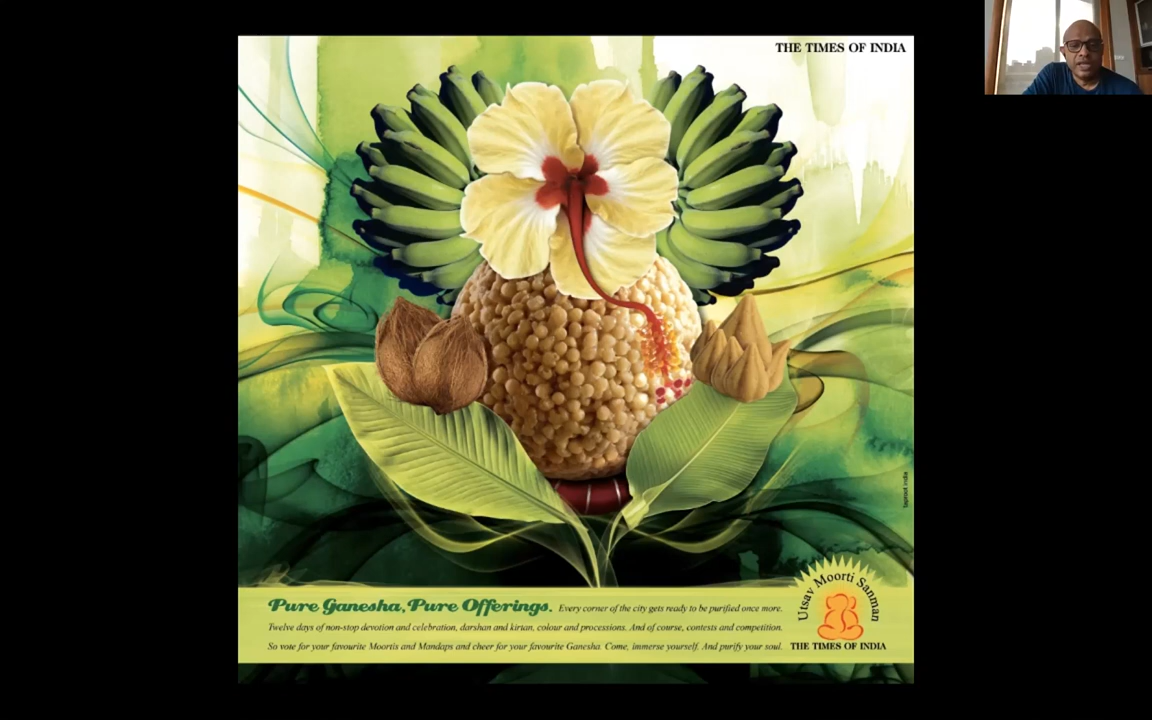 THE TIMES OF INDIA
taproot india
Pure Ganesha, Pure Offerings. Every corner of the city gets ready to be purified once more.
Twelve days of non-stop devotion and celebration, darshan and kirtan, colour and processions. And of course, contests and competition.
So vote for your favourite Moortis and Mandaps and cheer for your favourite Ganesha. Come, immerse yourself. And purify your soul.
Utsav Moorti Sanman
THE TIMES OF INDIA